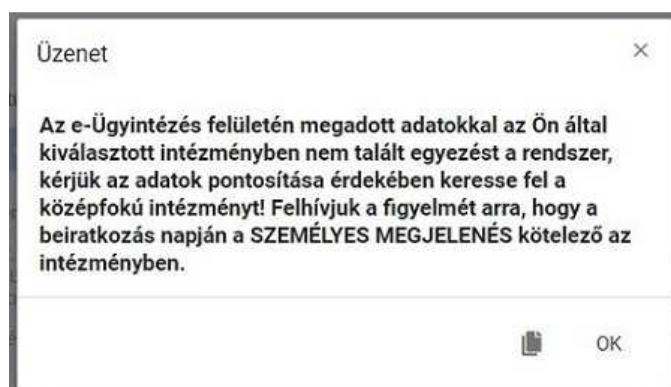 Üzenet
Az e-Ügyintézés felületén megadott adatokkal az Ön által
kiválasztott intézményben nem talált egyezést a rendszer,
kérjük az adatok pontosítása érdekében keresse fel a
középfokú intézményt! Felhívjuk a figyelmét arra, hogy a
beiratkozás napján a SZEMÉLYES MEGJELENÉS kötelező az
intézményben.
OK